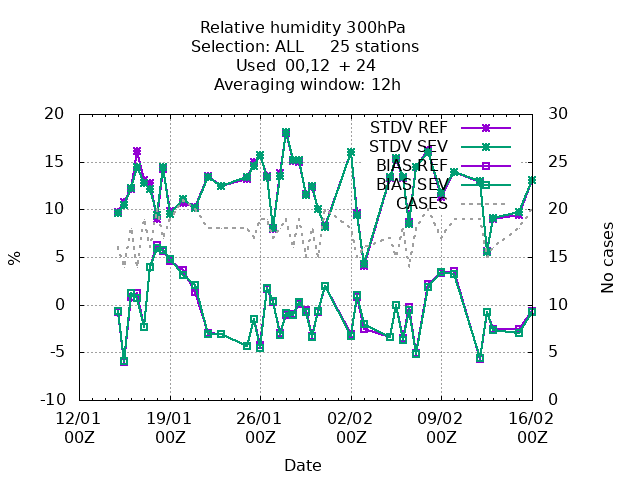 Relative humidity 300hPa
Selection: ALL     25 stations
Used  00,12  + 24
Averaging window: 12h
20
15
10
5
0
-5
-10
%
30
25
20
15
10
5
0
No cases
STDV REF
STDV SEV
BIAS REF
BIAS SEV
CASES
12/01 19/01 26/01 02/02 09/02 16/02
00Z 00Z 00Z 00Z 00Z 00Z
Date